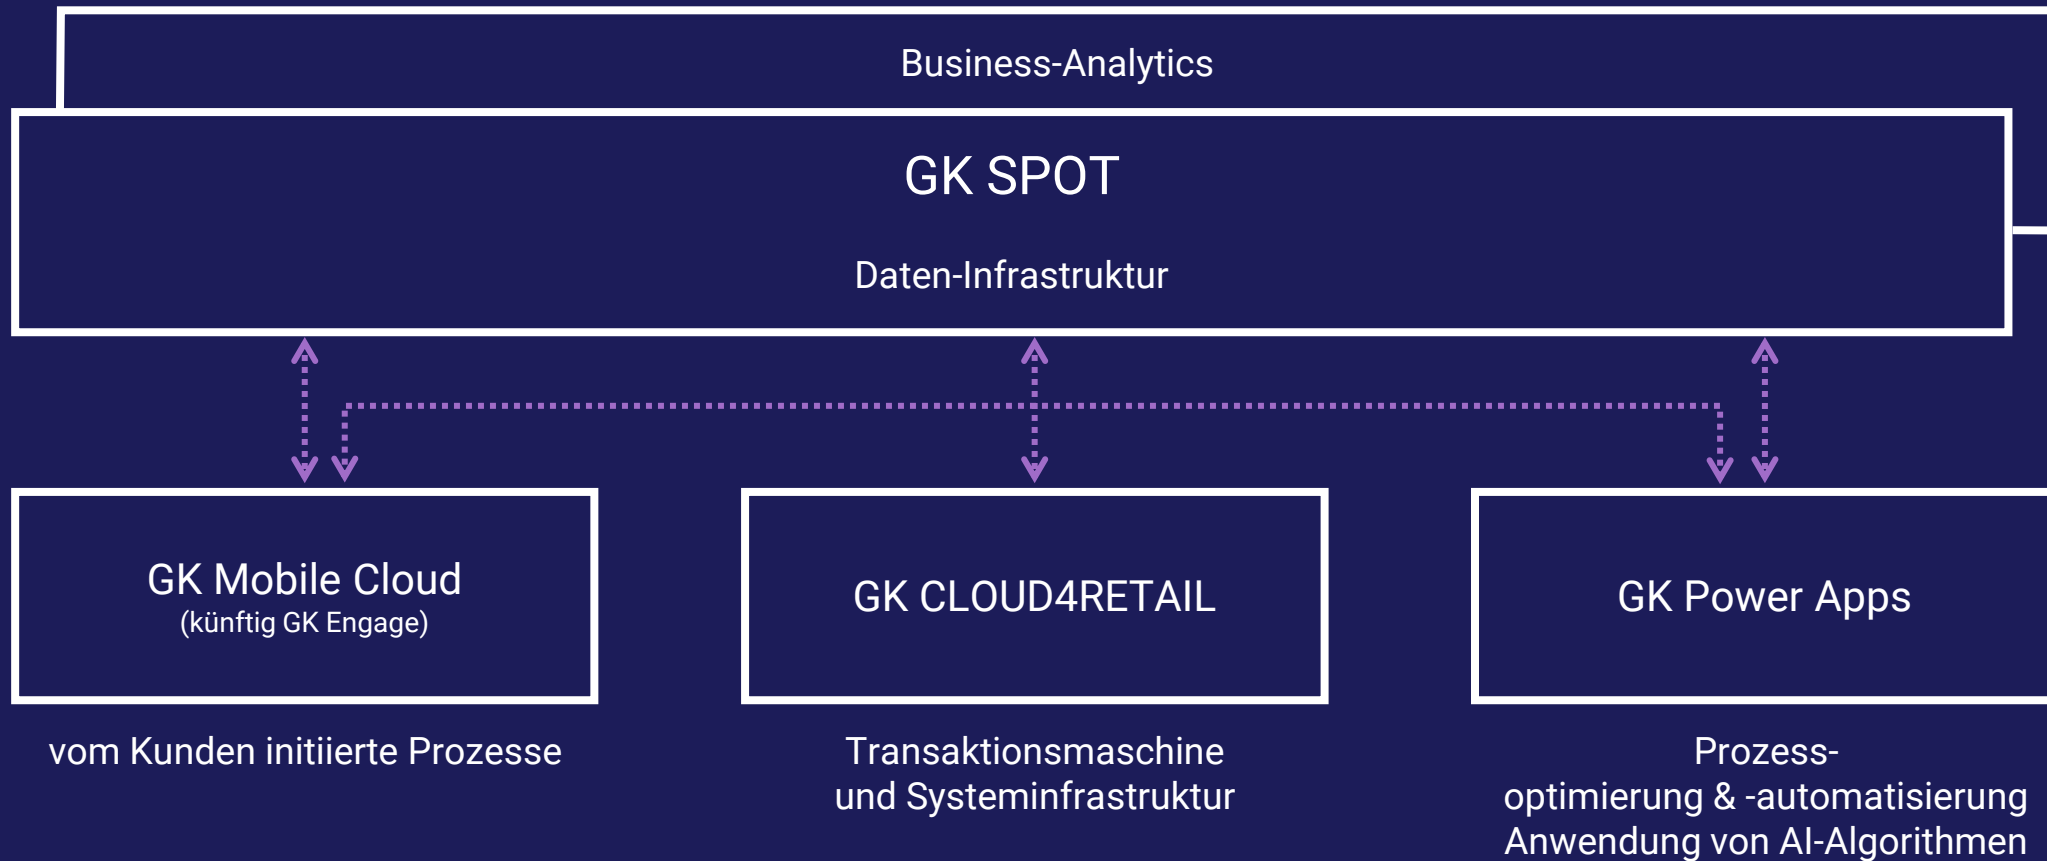 Business-Analytics
GK SPOT
Daten-Infrastruktur
GK Mobile Cloud
(künftig GK Engage)
vom Kunden initiierte Prozesse
GK CLOUD4RETAIL
Transaktionsmaschine
und Systeminfrastruktur
GK Power Apps
Prozess-
optimierung & -automatisierung
Anwendung von AI-Algorithmen